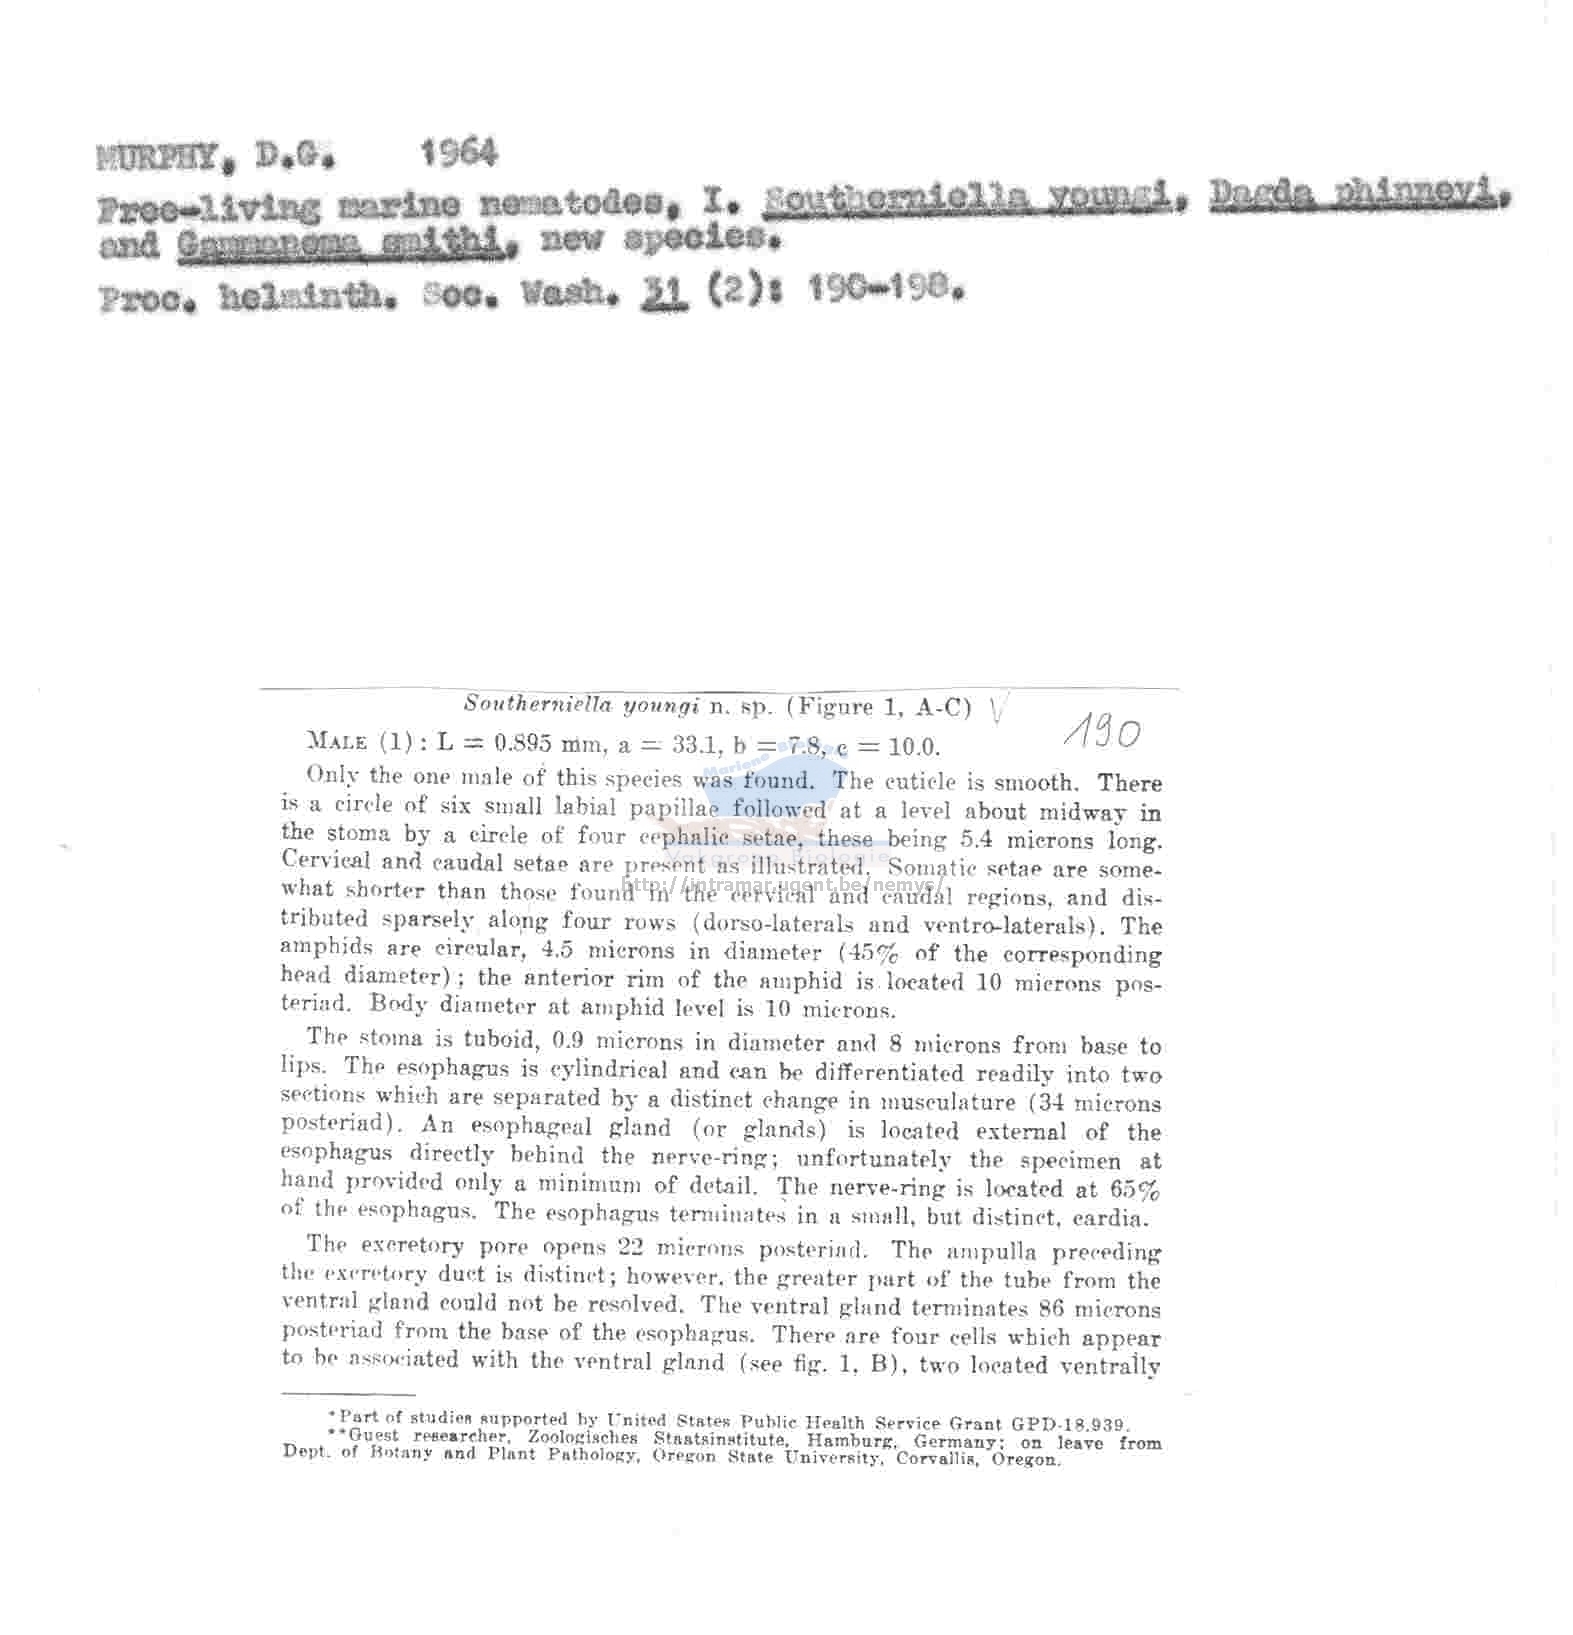 MURPHY, D.G. 1964
Free-living marine nematodes, I. Southerniella youngi, Dagda phinneyi,
and Gammanema smithi, new species.
Proc. helminth. Soc. Wash. 31 (2): 190-198.
Southerniella youngi n. sp. (Figure 1, A-C) V
190
MALE (1): L = 0.895 mm, a = 33.1, b = 7.8, c = 10.0.
Only the one male of this species was found. The cuticle is smooth. There
is a circle of six small labial papillae followed at a level about midway in
the stoma by a circle of four cephalic setae, these being 5.4 microns long.
Cervical and caudal setae are present as illustrated. Somatic setae are some-
what shorter than those found in the cervical and caudal regions, and dis-
tributed sparsely along four rows (dorso-laterals and ventro-laterals). The
amphids are circular, 4.5 microns in diameter (45% of the corresponding
head diameter); the anterior rim of the amphid is located 10 microns pos-
teriad. Body diameter at amphid level is 10 microns.
The stoma is tuboid, 0.9 microns in diameter and 8 microns from base to
lips. The esophagus is cylindrical and can be differentiated readily into two
sections which are separated by a distinct change in musculature (34 microns
posteriad). An esophageal gland (or glands) is located external of the
esophagus directly behind the nerve-ring; unfortunately the specimen at
hand provided only a minimum of detail. The nerve-ring is located at 65%
of the esophagus. The esophagus terminates in a small, but distinct, cardia.
The excretory pore opens 22 microns posteriad. The ampulla preceding
the excretory duct is distinct; however, the greater part of the tube from the
ventral gland could not be resolved. The ventral gland terminates 86 microns
posteriad from the base of the esophagus. There are four cells which appear
to be associated with the ventral gland (see fig. 1, B), two located ventrally
*Part of studies supported by United States Public Health Service Grant GPD-18,939.
**Guest researcher, Zoologisches Staatsinstitute, Hamburg, Germany; on leave from
Dept. of Botany and Plant Pathology, Oregon State University, Corvallis, Oregon.
Mariene
Vakgroep Biologie
http://intramar.ugent.be/nemys/